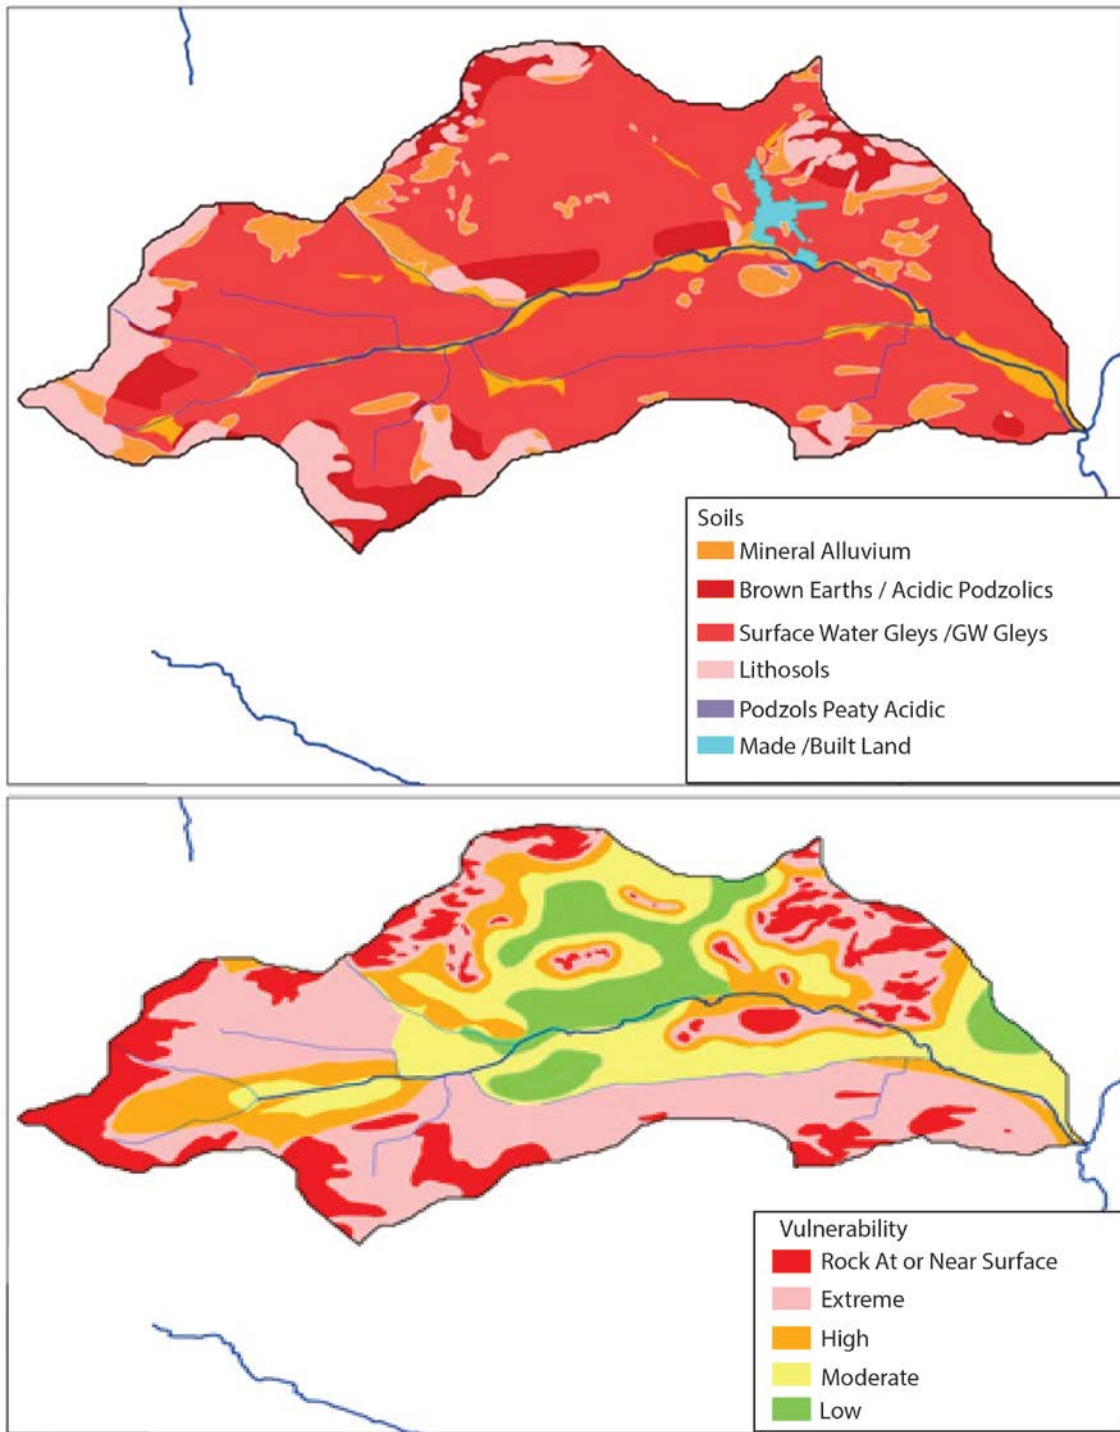 Soils
Mineral Alluvium
Brown Earths / Acidic Podzolics
Surface Water Gleys /GW Gleys
Lithosols
Podzols Peaty Acidic
Made /Built Land
Vulnerability
Rock At or Near Surface
Extreme
High
Moderate
Low